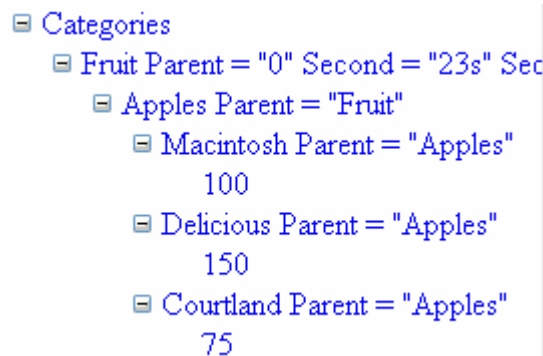 Categories
Fruit Parent = "0" Second = "23s" Sec
Apples Parent = "Fruit"
Macintosh Parent = "Apples"
100
Delicious Parent = "Apples"
150
Courtland Parent = "Apples"
75